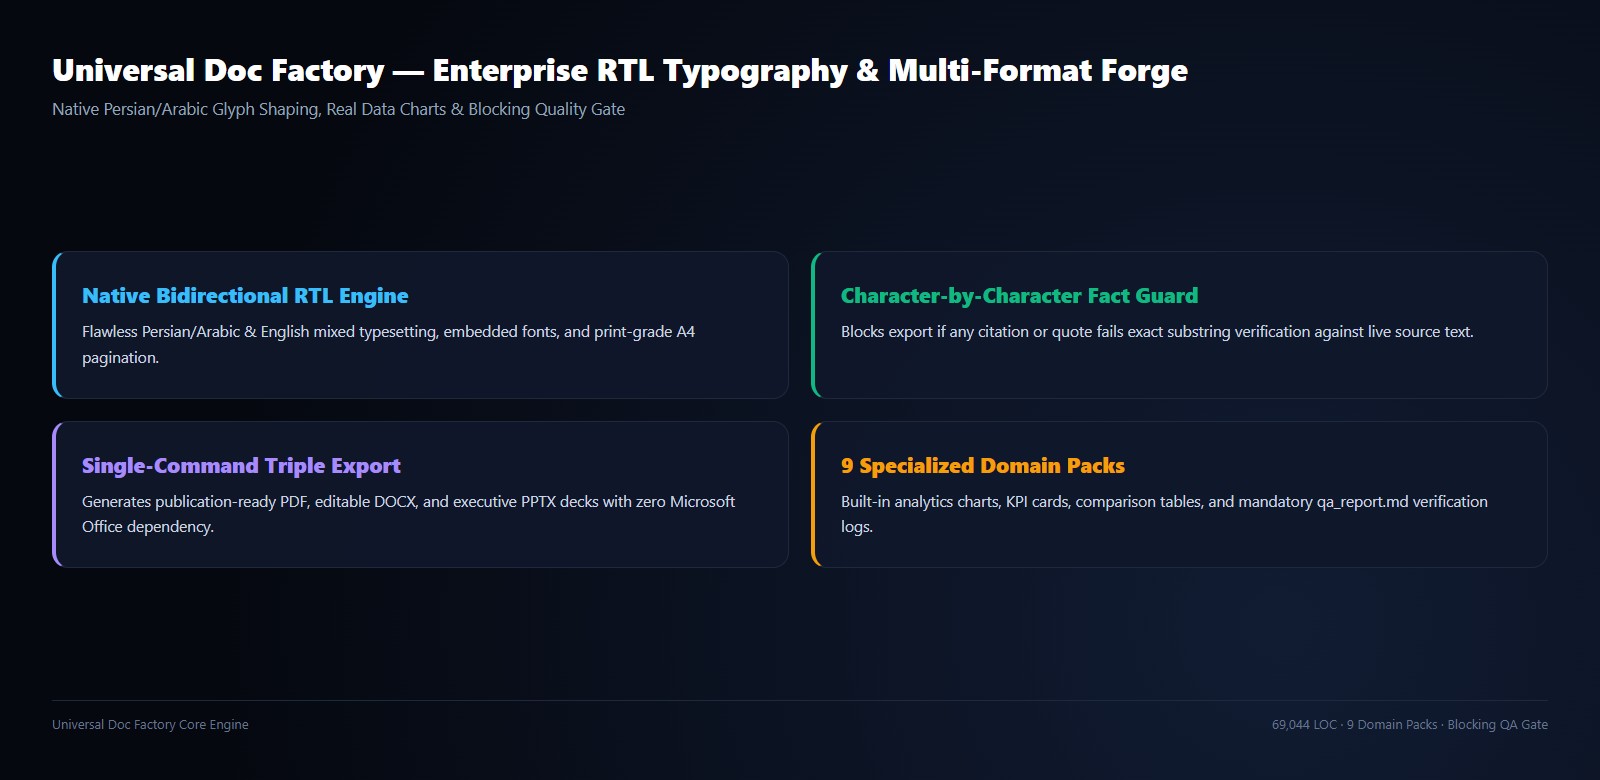 Universal Doc Factory — Enterprise RTL Typography & Multi-Format Forge
Native Persian/Arabic Glyph Shaping, Real Data Charts & Blocking Quality Gate
Native Bidirectional RTL Engine
Flawless Persian/Arabic & English mixed typesetting, embedded fonts, and print-grade A4
pagination.
Character-by-Character Fact Guard
Blocks export if any citation or quote fails exact substring verification against live source text.
Single-Command Triple Export
Generates publication-ready PDF, editable DOCX, and executive PPTX decks with zero Microsoft
Office dependency.
9 Specialized Domain Packs
Built-in analytics charts, KPI cards, comparison tables, and mandatory qa_report.md verification
logs.
Universal Doc Factory Core Engine
69,044 LOC · 9 Domain Packs · Blocking QA Gate